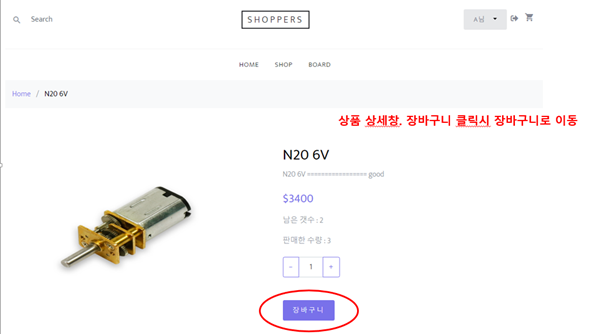 Search
SHOPPERS
A님
HOME SHOP BOARD
Home / N20 6V
상품 상세창. 장바구니 클릭시 장바구니로 이동
N20 6V
N20 6V ================= good
$3400
남은 갯수 : 2
판매한 수량 : 3
- 1 +
장바구니